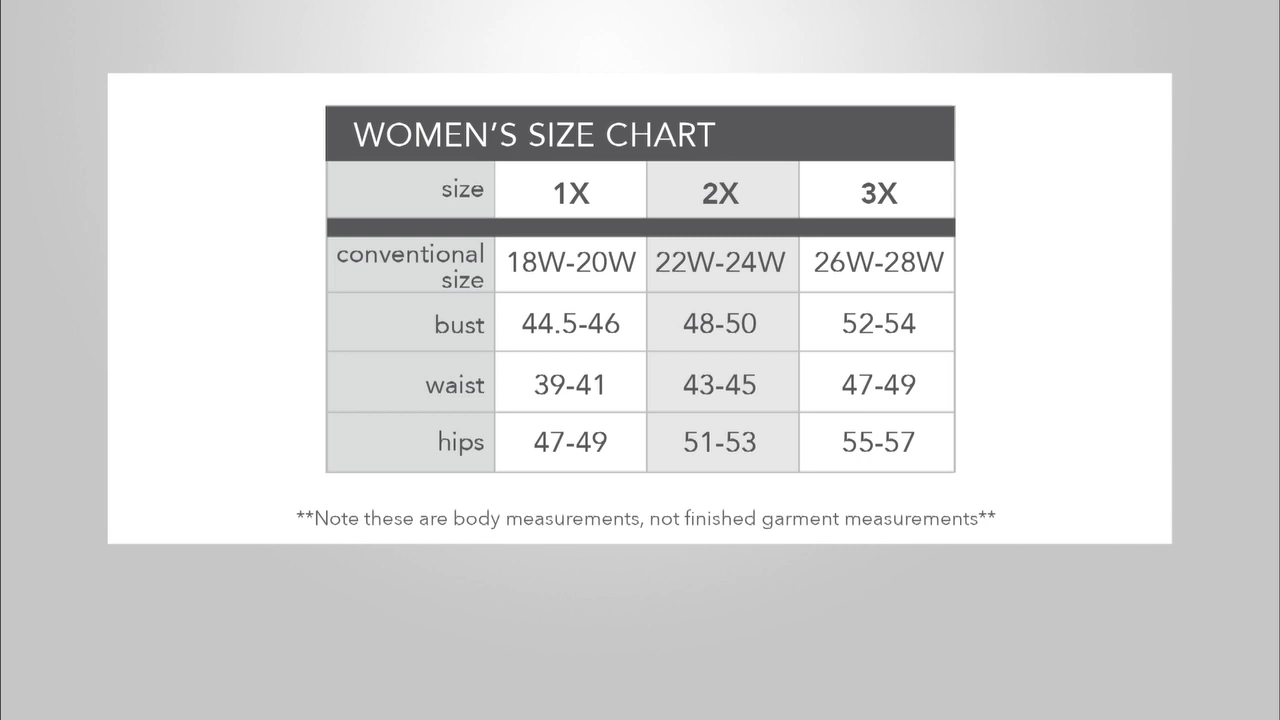 WOMEN'S SIZE CHART
size 1X 2X 3X
conventional size 18W-20W 22W-24W 26W-28W
bust 44.5-46 48-50 52-54
waist 39-41 43-45 47-49
hips 47-49 51-53 55-57
**Note these are body measurements, not finished garment measurements**